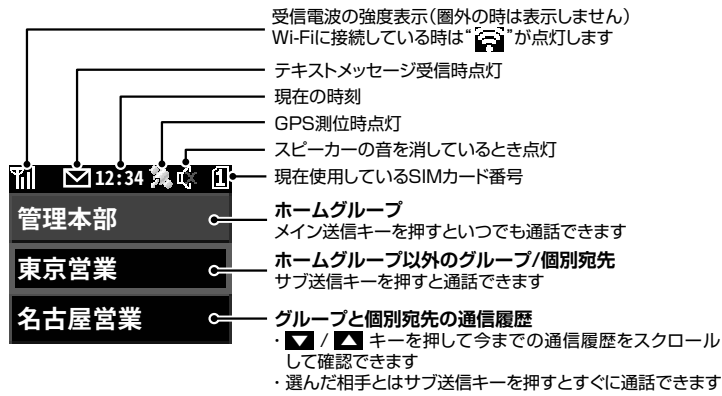 受信電波の強度表示（圏外の時は表示しません）
Wi-Fiに接続している時は“ ”が点灯します
テキストメッセージ受信時点灯
現在の時刻
GPS測位時点灯
スピーカーの音を消しているとき点灯
12:34 1
現在使用しているSIMカード番号
管理本部
ホームグループ
メイン送信キーを押すといつでも通話できます
東京営業
ホームグループ以外のグループ/個別宛先
サブ送信キーを押すと通話できます
名古屋営業
グループと個別宛先の通信履歴
・▼ / ▲ キーを押して今までの通信履歴をスクロール
して確認できます
・選んだ相手とはサブ送信キーを押すとすぐに通話できます